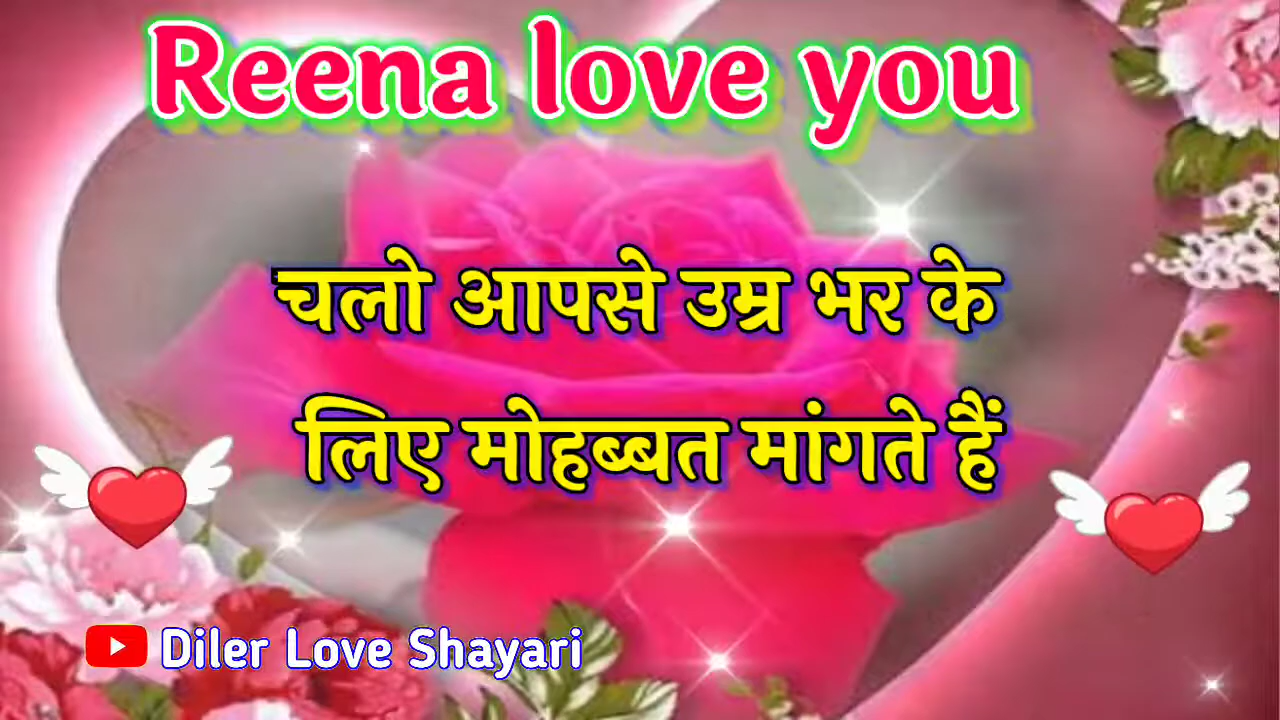 Reena love you
चलो आपसे उम्र भर के
लिए मोहब्बत मांगते हैं
Diler Love Shayari